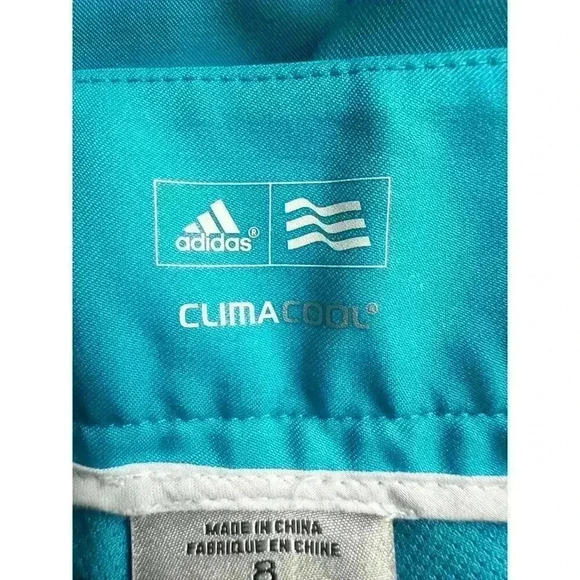 adidas®
CLIMACOOL®
MADE IN CHINA
FABRIQUE EN CHINE
8